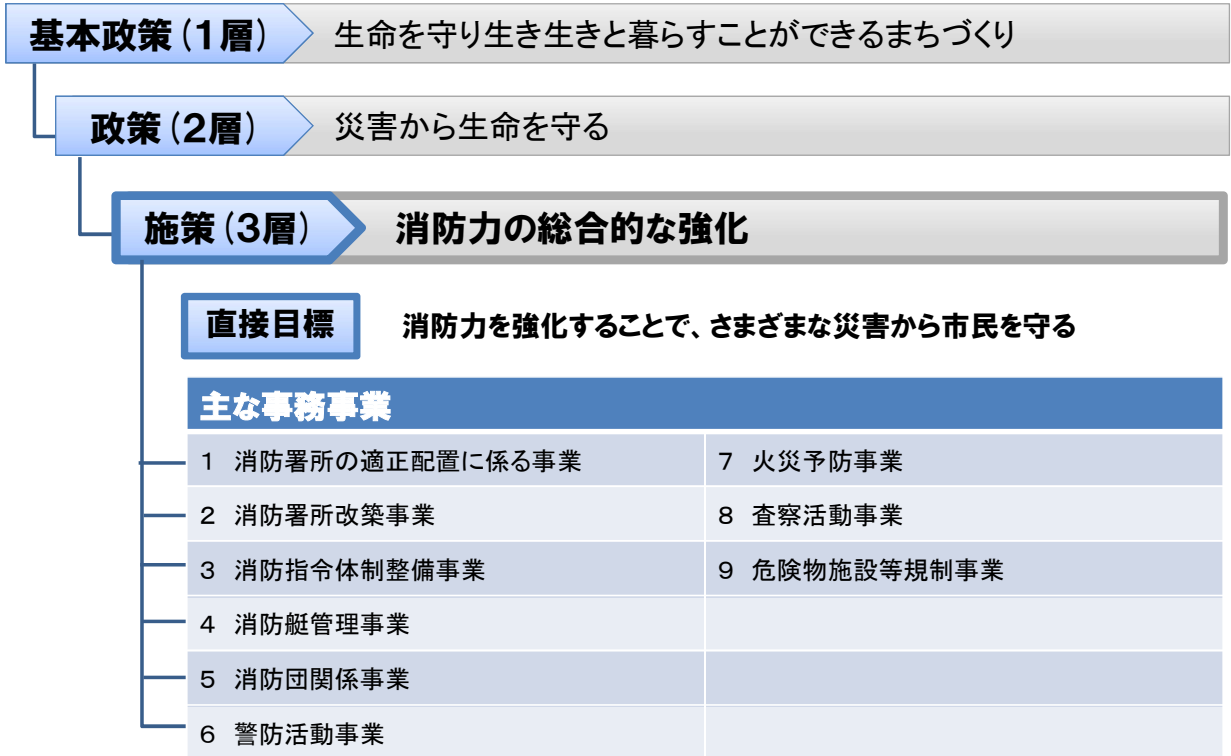 基本政策(1層) 生命を守り生き生きと暮らすことができるまちづくり
政策(2層) 災害から生命を守る
施策(3層) 消防力の総合的な強化
直接目標 消防力を強化することで、さまざまな災害から市民を守る
主な事務事業
1 消防署所の適正配置に係る事業 7 火災予防事業
2 消防署所改築事業 8 査察活動事業
3 消防指令体制整備事業 9 危険物施設等規制事業
4 消防艇管理事業
5 消防団関係事業
6 警防活動事業